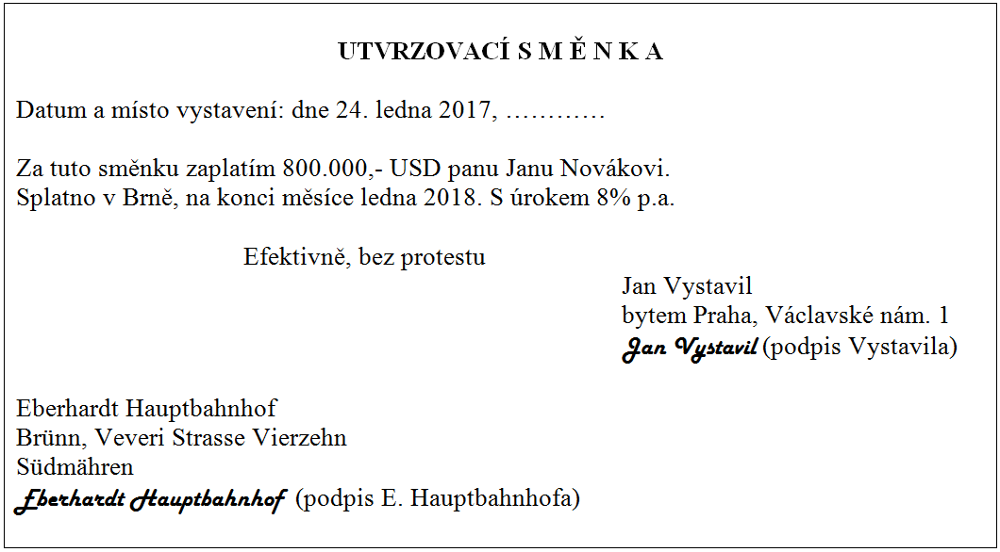 UTVRZOVACÍ S M Ě N K A
Datum a místo vystavení: dne 24. ledna 2017, …………
Za tuto směnku zaplatím 800.000,- USD panu Janu Novákovi.
Splatno v Brně, na konci měsíce ledna 2018. S úrokem 8% p.a.
Efektivně, bez protestu
Jan Vystavil
bytem Praha, Václavské nám. 1
Jan Vystavil (podpis Vystavila)
Eberhardt Hauptbahnhof
Brünn, Veveri Strasse Vierzehn
Südmähren
Eberhardt Hauptbahnhof (podpis E. Hauptbahnhofa)